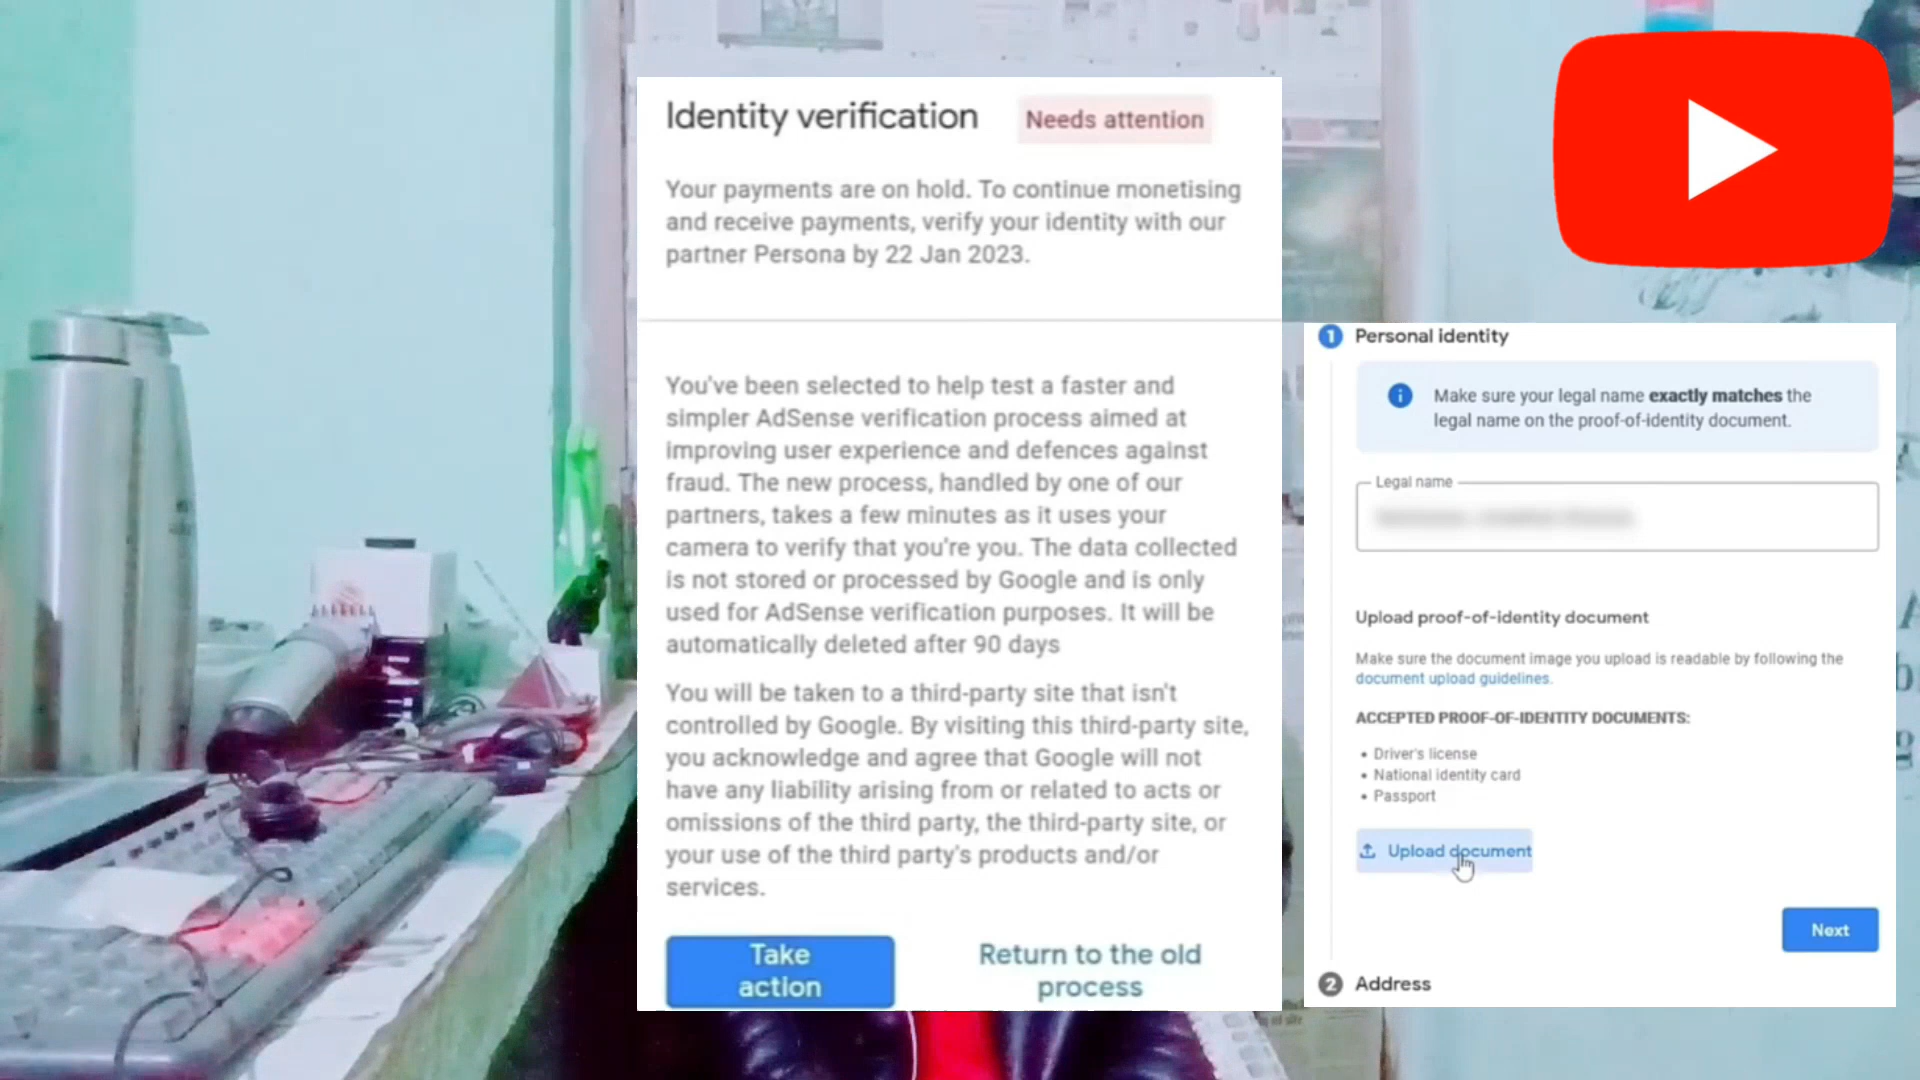 Identity verification
Needs attention
Your payments are on hold. To continue monetising
and receive payments, verify your identity with our
partner Persona by 22 Jan 2023.
You've been selected to help test a faster and
simpler AdSense verification process aimed at
improving user experience and defences against
fraud. The new process, handled by one of our
partners, takes a few minutes as it uses your
camera to verify that you're you. The data collected
is not stored or processed by Google and is only
used for AdSense verification purposes. It will be
automatically deleted after 90 days
You will be taken to a third-party site that isn't
controlled by Google. By visiting this third-party site,
you acknowledge and agree that Google will not
have any liability arising from or related to acts or
omissions of the third party, the third-party site, or
your use of the third party's products and/or
services.
Take
action
Return to the old
process
1 Personal identity
Make sure your legal name exactly matches the
legal name on the proof-of-identity document.
Legal name
Upload proof-of-identity document
Make sure the document image you upload is readable by following the
document upload guidelines.
ACCEPTED PROOF-OF-IDENTITY DOCUMENTS:
• Driver's license
• National identity card
• Passport
Upload document
Next
2 Address